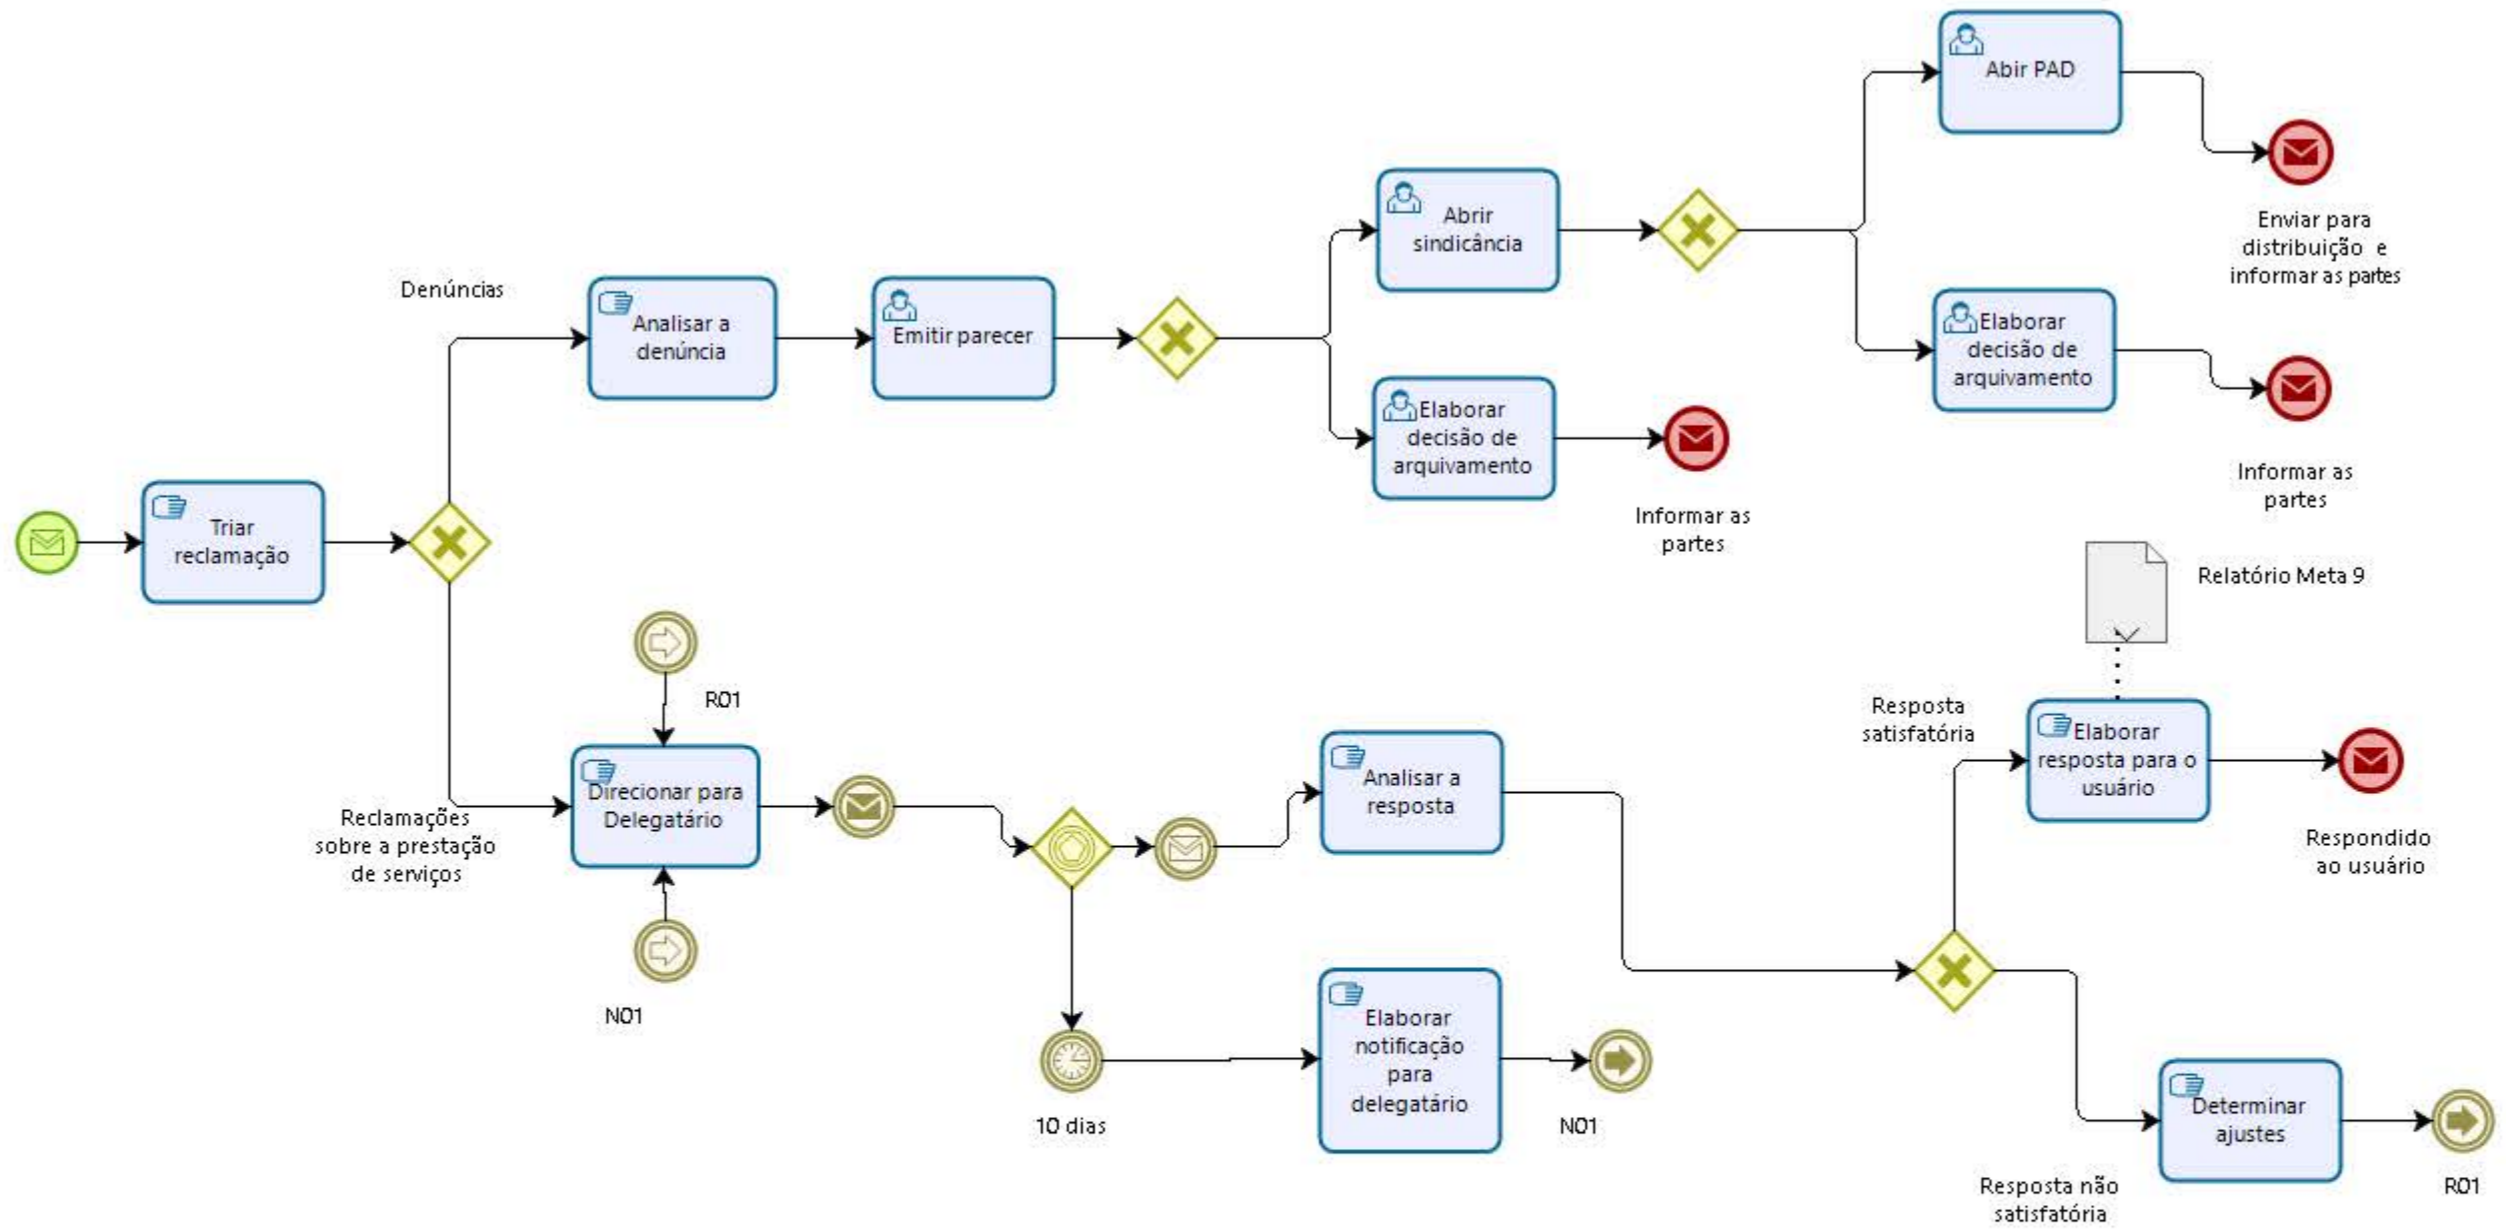 Abir PAD
Enviar para
distribuição e
informar as partes
Abrir
sindicância
Denúncias
Analisar a
denúncia
Emitir parecer
Elaborar
decisão de
arquivamento
Informar as
partes
Elaborar
decisão de
arquivamento
Informar as
partes
Triar
reclamação
Relatório Meta 9
R01
Reclamações
sobre a prestação
de serviços
Direcionar para
Delegatário
N01
Analisar a
resposta
Resposta
satisfatória
Elaborar
resposta para o
usuário
Respondido
ao usuário
10 dias
Elaborar
notificação
para
delegatário
N01
Determinar
ajustes
Resposta não
satisfatória
R01